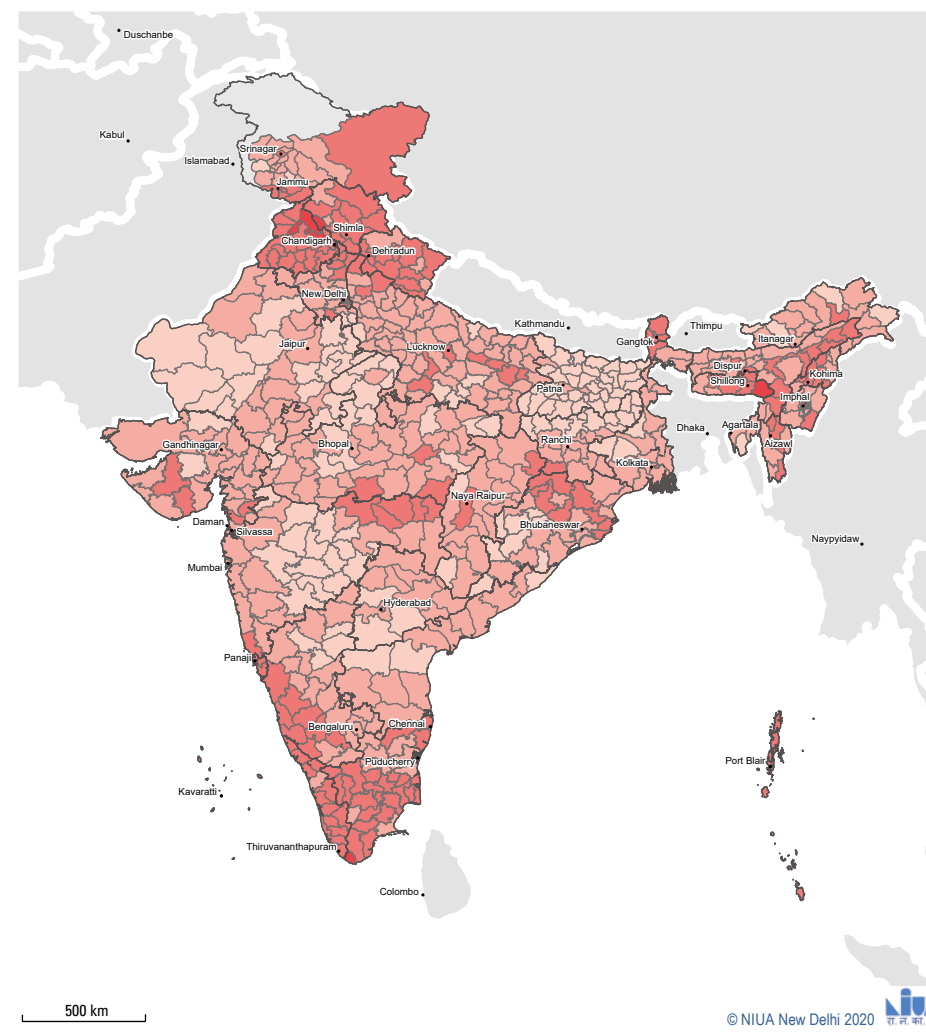 Duschanbe
Kabul
Srinagar
Islamabad
Jammu
Shimla
Chandigarh
Dehradun
New Delhi
Kathmandu
Thimpu
Gangtok
Itanagar
Jaipur
Lucknow
Dispur
Kohima
Shillong
Patna
Imphal
Dhaka
Agartala
Gandhinagar
Bhopal
Ranchi
Aizawl
Kolkata
Naya Raipur
Daman
Silvassa
Bhubaneswar
Naypyidaw
Mumbai
Hyderabad
Panaji
Bengaluru
Chennai
Puducherry
Port Blair
Kavaratti
Thiruvananthapuram
Colombo
500 km
© NIUA New Delhi 2020